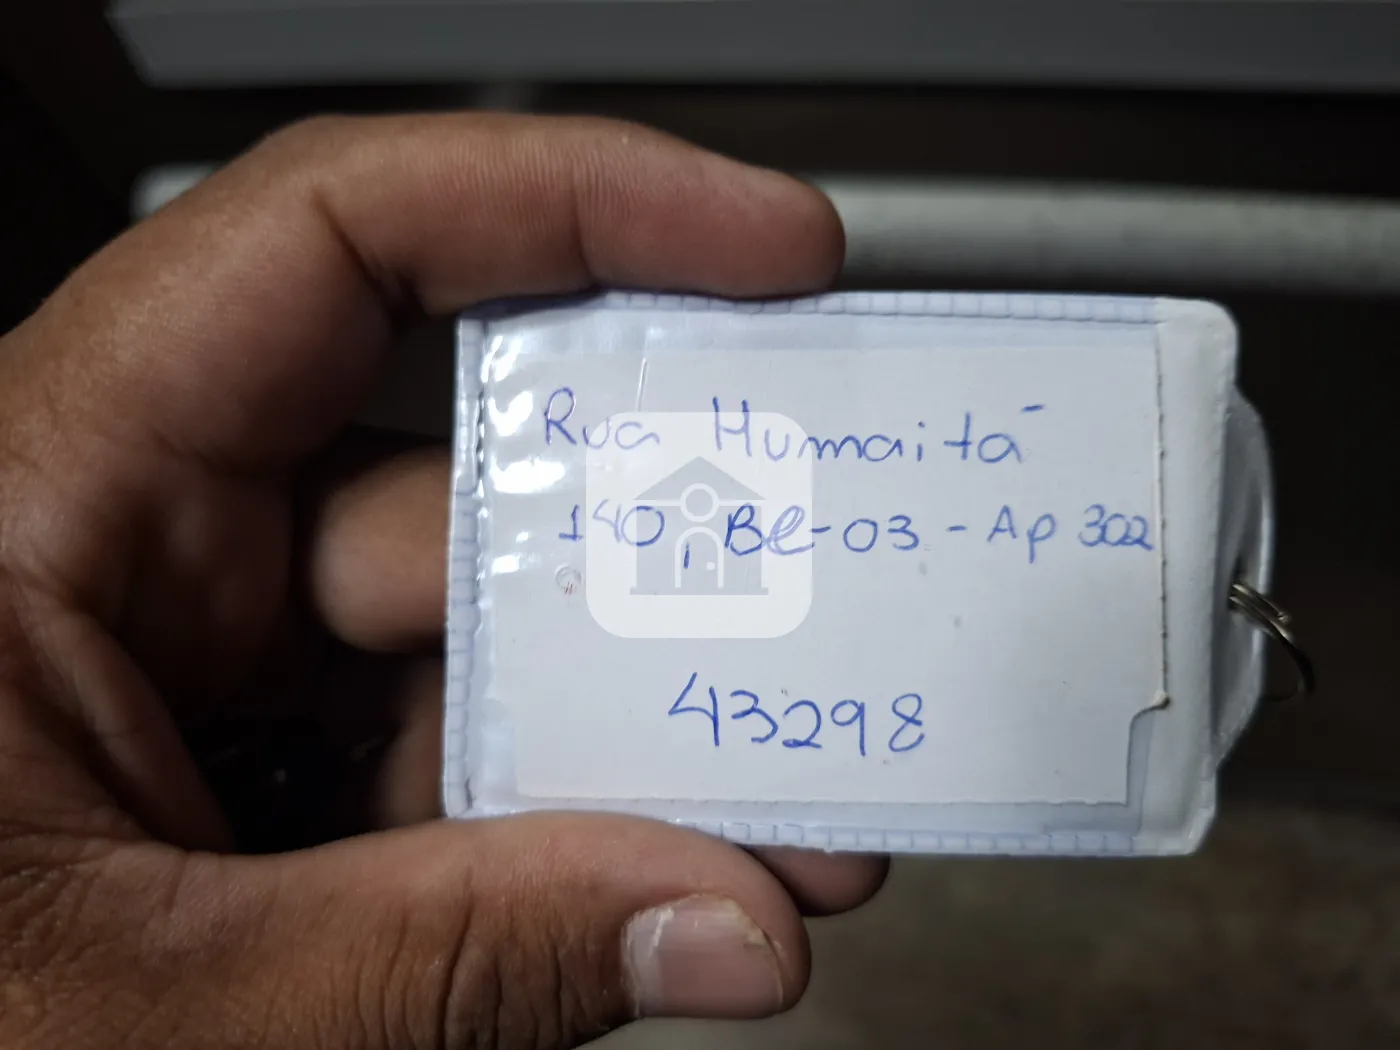 Rua Humaitá
140, Bl-03 - Ap 302
43298